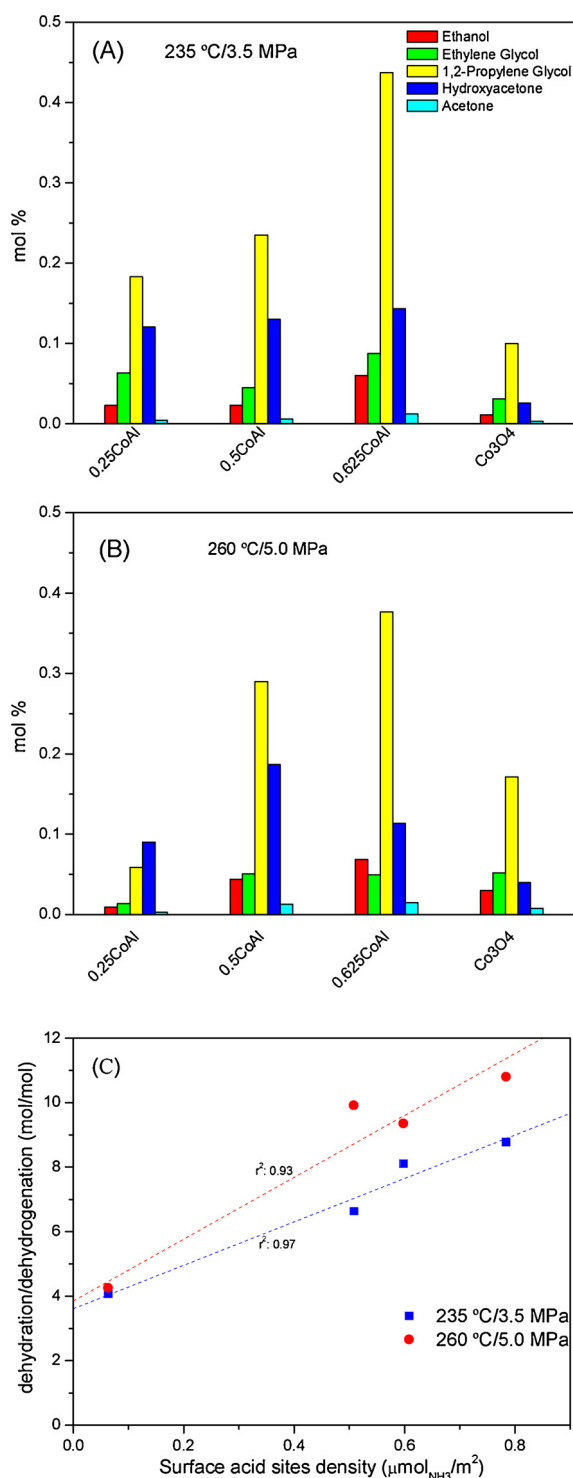 (A)
235 ºC/3.5 MPa
Ethanol
Ethylene Glycol
1,2-Propylene Glycol
Hydroxyacetone
Acetone
0.5
0.4
0.3
0.2
0.1
0.0
mol %
0.25CoAl
0.5CoAl
0.625CoAl
Co3O4
(B)
260 ºC/5.0 MPa
0.5
0.4
0.3
0.2
0.1
0.0
mol %
0.25CoAl
0.5CoAl
0.625CoAl
Co3O4
(C)
12
10
8
6
4
2
0
dehydration/dehydrogenation (mol/mol)
r²: 0.93
r²: 0.97
235 ºC/3.5 MPa
260 ºC/5.0 MPa
0.0 0.2 0.4 0.6 0.8
Surface acid sites density (μmol_NH3/m²)